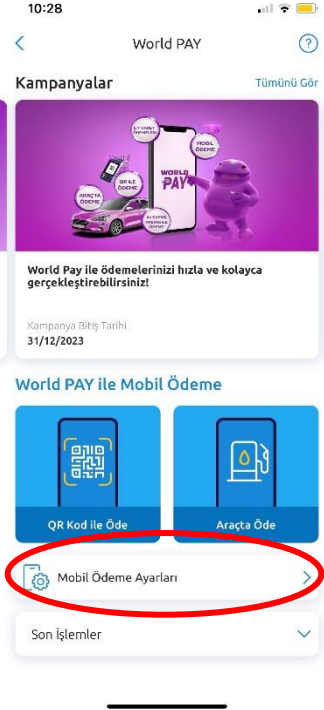 10:28
World PAY
?
Kampanyalar
Tümünü Gör
MOBİL
ÖDEME
QR İLE
ÖDEME
WORLD
PAY
ARAÇTA
ÖDEME
World Pay ile ödemelerinizi hızla ve kolayca
gerçekleştirebilirsiniz!
Kampanya Bitiş Tarihi
31/12/2023
World PAY ile Mobil Ödeme
QR Kod ile Öde
Araçta Öde
Mobil Ödeme Ayarları
Son İşlemler